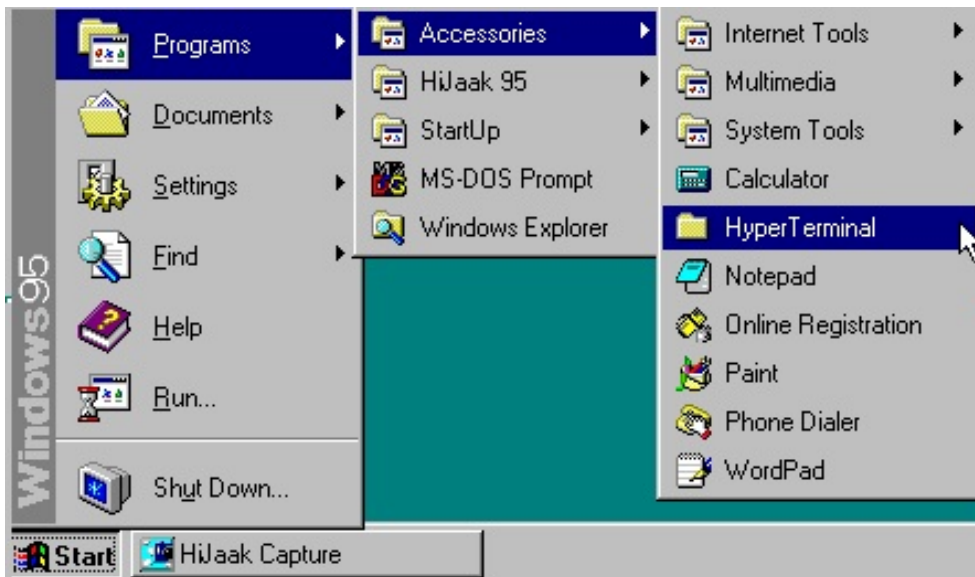 Windows95
Programs
Documents
Settings
Find
Help
Run...
Shut Down...
Accessories
HiJaak 95
StartUp
MS-DOS Prompt
Windows Explorer
Internet Tools
Multimedia
System Tools
Calculator
HyperTerminal
Notepad
Online Registration
Paint
Phone Dialer
WordPad
Start
HiJaak Capture